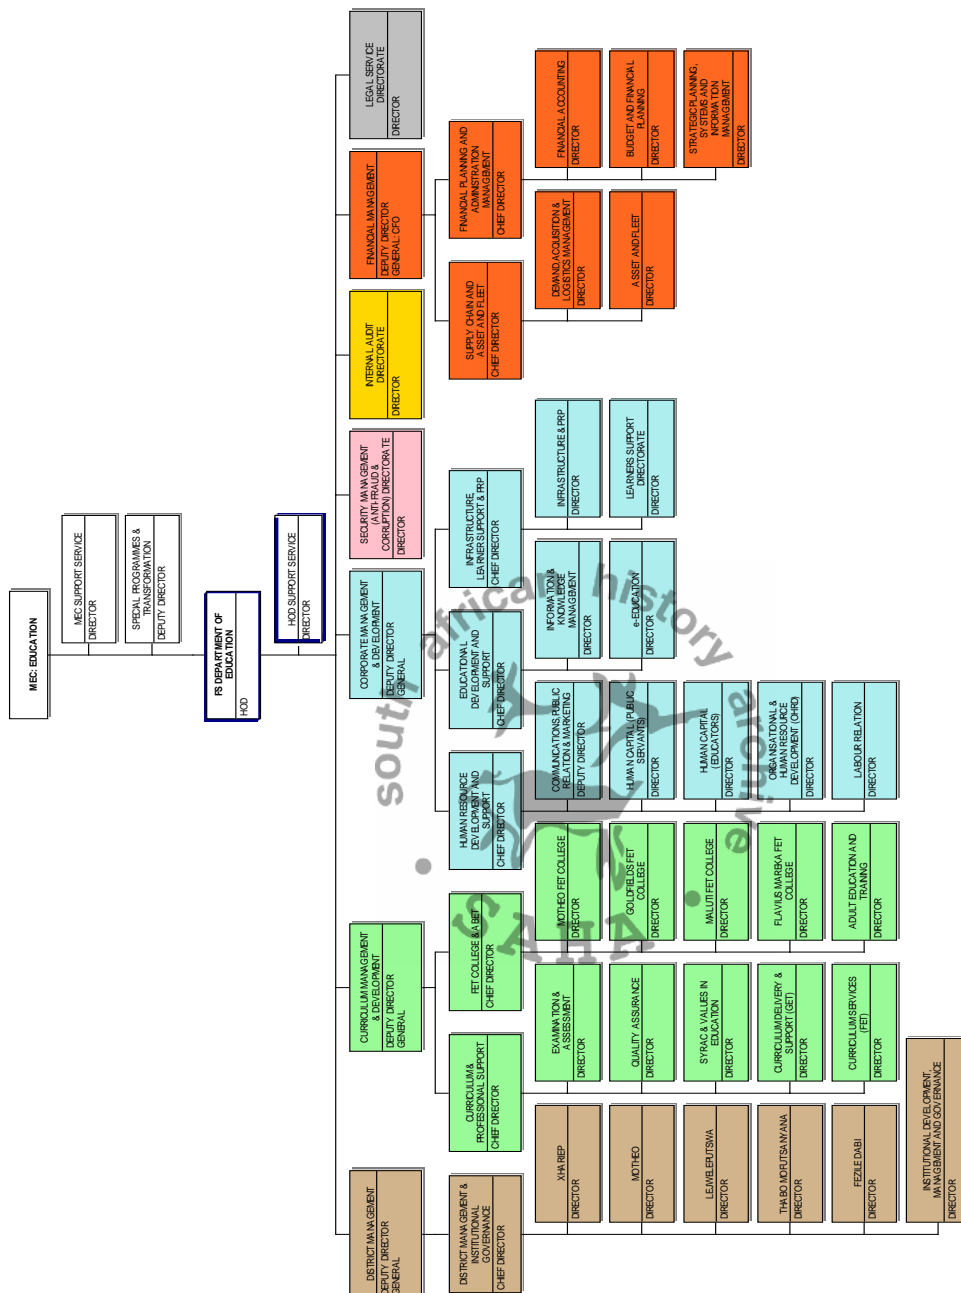 MEC: EDUCATION
MEC SUPPORT SERVICE
DIRECTOR
SPECIAL PROGRAMMES &
TRANSFORMATION
DEPUTY DIRECTOR
FS DEPARTMENT OF
EDUCATION
HOD
HOD SUPPORT SERVICE
DIRECTOR
DISTRICT MANAGEMENT
DEPUTY DIRECTOR
GENERAL
CURRICULUM MANAGEMENT
& DEVELOPMENT
DEPUTY DIRECTOR
GENERAL
CORPORATE MANAGEMENT
& DEVELOPMENT
DEPUTY DIRECTOR
GENERAL
SECURITY MANAGEMENT
(ANTI-FRAUD &
CORRUPTION) DIRECTORATE
DIRECTOR
INTERNAL AUDIT
DIRECTORATE
DIRECTOR
FINANCIAL MANAGEMENT
DEPUTY DIRECTOR
GENERAL: CFO
LEGAL SERVICE
DIRECTORATE
DIRECTOR
DISTRICT MANAGEMENT &
INSTITUTIONAL
GOVERNANCE
CHIEF DIRECTOR
CURRICULUM &
PROFESSIONAL SUPPORT
CHIEF DIRECTOR
FET COLLEGE & ABET
CHIEF DIRECTOR
HUMAN RESOURCE
DEVELOPMENT AND
SUPPORT
CHIEF DIRECTOR
EDUCATIONAL
DEVELOPMENT AND
SUPPORT
CHIEF DIRECTOR
INFRASTRUCTURE,
LEARNER SUPPORT & PRP
CHIEF DIRECTOR
SUPPLY CHAIN AND
ASSET AND FLEET
CHIEF DIRECTOR
FINANCIAL PLANNING AND
ADMINISTRATION
MANAGEMENT
CHIEF DIRECTOR
XHARIEP
DIRECTOR
MOTHEO
DIRECTOR
LEJWELEPUTSWA
DIRECTOR
THABO MOFUTSANYANA
DIRECTOR
FEZILE DABI
DIRECTOR
INSTITUTIONAL DEVELOPMENT,
MANAGEMENT AND GOVERNANCE
DIRECTOR
EXAMINATION &
ASSESSMENT
DIRECTOR
QUALITY ASSURANCE
DIRECTOR
SYRAC & VALUES IN
EDUCATION
DIRECTOR
CURRICULUM DELIVERY &
SUPPORT (GET)
DIRECTOR
CURRICULUM SERVICES
(FET)
DIRECTOR
MOTHEO FET COLLEGE
DIRECTOR
GOLDFIELDS FET
COLLEGE
DIRECTOR
MALUTI FET COLLEGE
DIRECTOR
FLAVIUS MAREKA FET
COLLEGE
DIRECTOR
ADULT EDUCATION AND
TRAINING
DIRECTOR
COMMUNICATIONS, PUBLIC
RELATION & MARKETING
DEPUTY DIRECTOR
HUMAN CAPITAL (PUBLIC
SERVANTS)
DIRECTOR
HUMAN CAPITAL
(EDUCATORS)
DIRECTOR
ORGANISATIONAL &
HUMAN RESOURCE
DEVELOPMENT (OHRD)
DIRECTOR
LABOUR RELATION
DIRECTOR
INFORMATION &
KNOWLEDGE
MANAGEMENT
DIRECTOR
e-EDUCATION
DIRECTOR
INFRASTRUCTURE & PRP
DIRECTOR
LEARNERS SUPPORT
DIRECTORATE
DIRECTOR
DEMAND, ACQUISITION &
LOGISTICS MANAGEMENT
DIRECTOR
ASSET AND FLEET
DIRECTOR
FINANCIAL ACCOUNTING
DIRECTOR
BUDGET AND FINANCIAL
PLANNING
DIRECTOR
STRATEGIC PLANNING,
SYSTEMS AND
INFORMATION
MANAGEMENT
DIRECTOR
south african history archive
SAHA